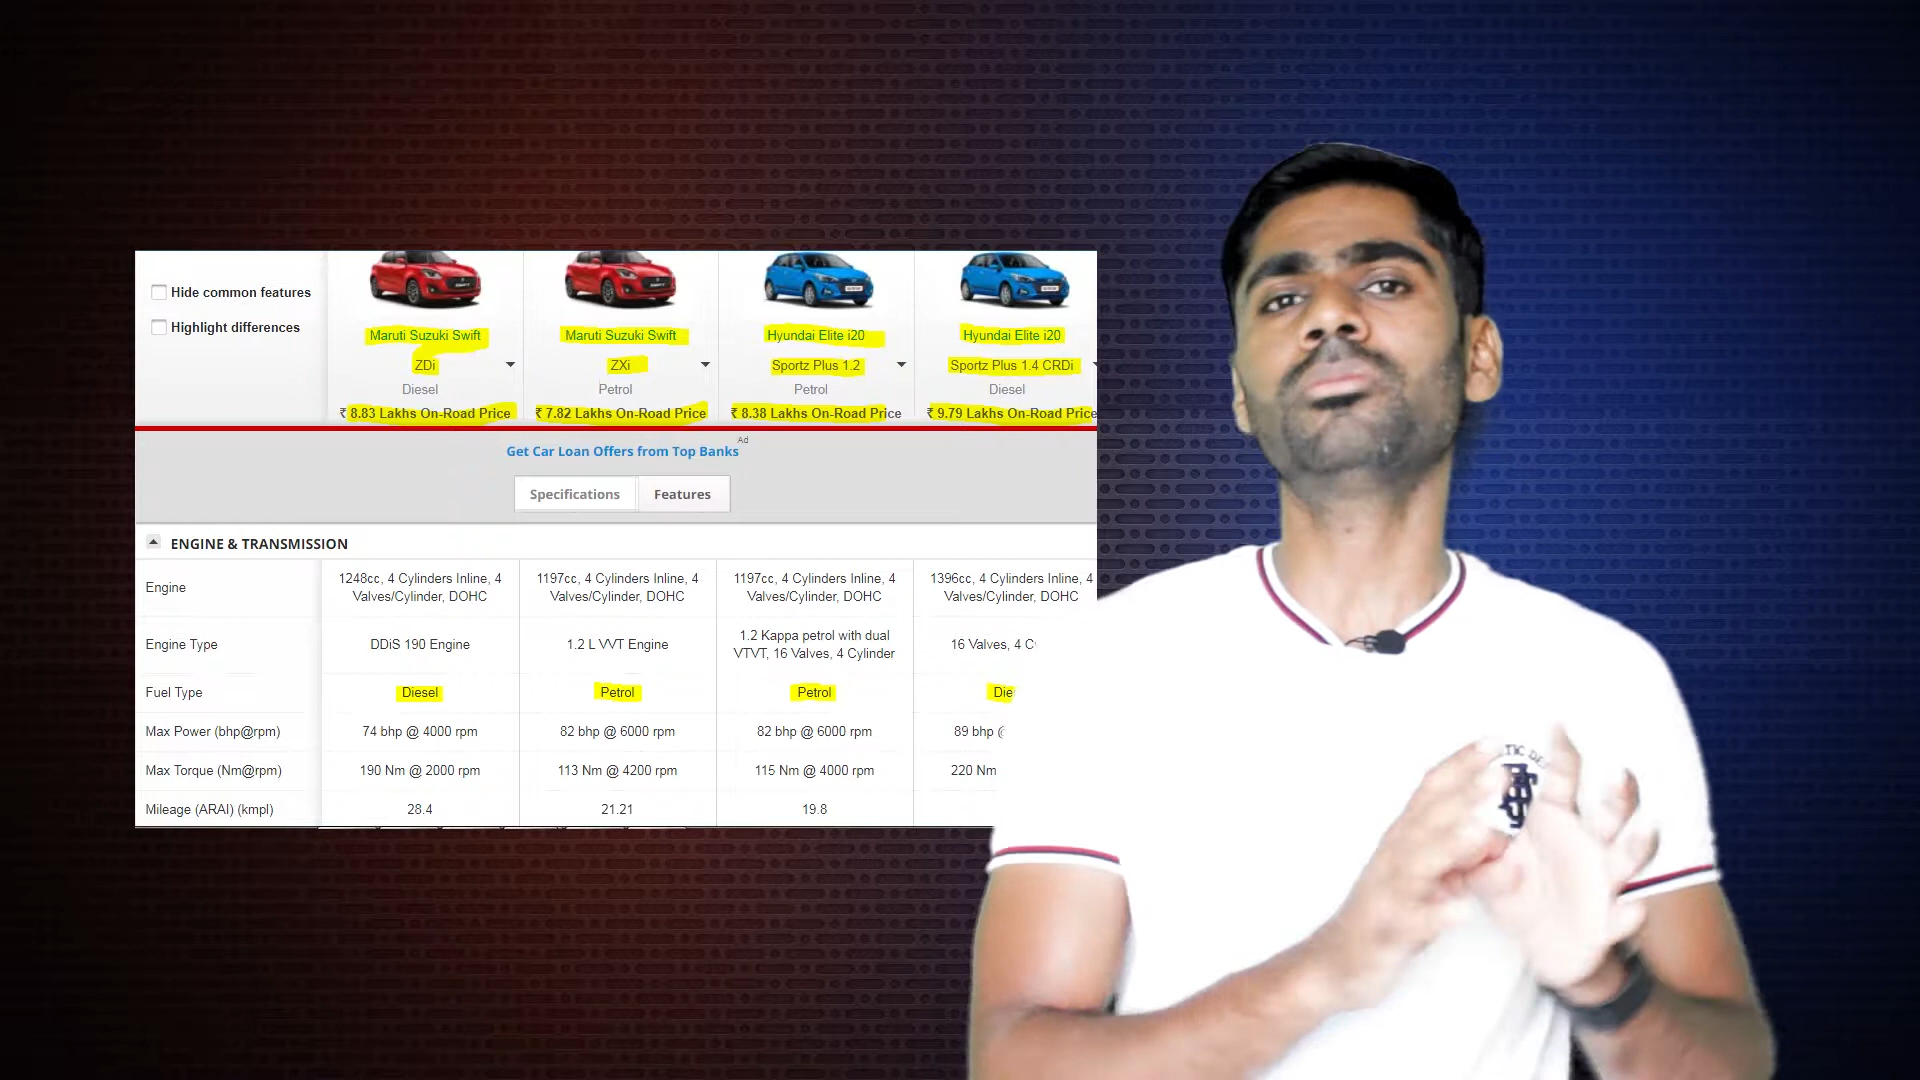 Hide common features
Highlight differences
Maruti Suzuki Swift
ZDi
Diesel
₹ 8.83 Lakhs On-Road Price
Maruti Suzuki Swift
ZXi
Petrol
₹ 7.82 Lakhs On-Road Price
Hyundai Elite i20
Sportz Plus 1.2
Petrol
₹ 8.38 Lakhs On-Road Price
Hyundai Elite i20
Sportz Plus 1.4 CRDi
Diesel
₹ 9.79 Lakhs On-Road Price
Ad
Get Car Loan Offers from Top Banks
Specifications Features
ENGINE & TRANSMISSION
Engine
1248cc, 4 Cylinders Inline, 4
Valves/Cylinder, DOHC
1197cc, 4 Cylinders Inline, 4
Valves/Cylinder, DOHC
1197cc, 4 Cylinders Inline, 4
Valves/Cylinder, DOHC
1396cc, 4 Cylinders Inline, 4
Valves/Cylinder, DOHC
Engine Type
DDiS 190 Engine
1.2 L VVT Engine
1.2 Kappa petrol with dual
VTVT, 16 Valves, 4 Cylinder
16 Valves, 4
Fuel Type
Diesel
Petrol
Petrol
Die
Max Power (bhp@rpm)
74 bhp @ 4000 rpm
82 bhp @ 6000 rpm
82 bhp @ 6000 rpm
89 bhp
Max Torque (Nm@rpm)
190 Nm @ 2000 rpm
113 Nm @ 4200 rpm
115 Nm @ 4000 rpm
220 Nm
Mileage (ARAI) (kmpl)
28.4
21.21
19.8